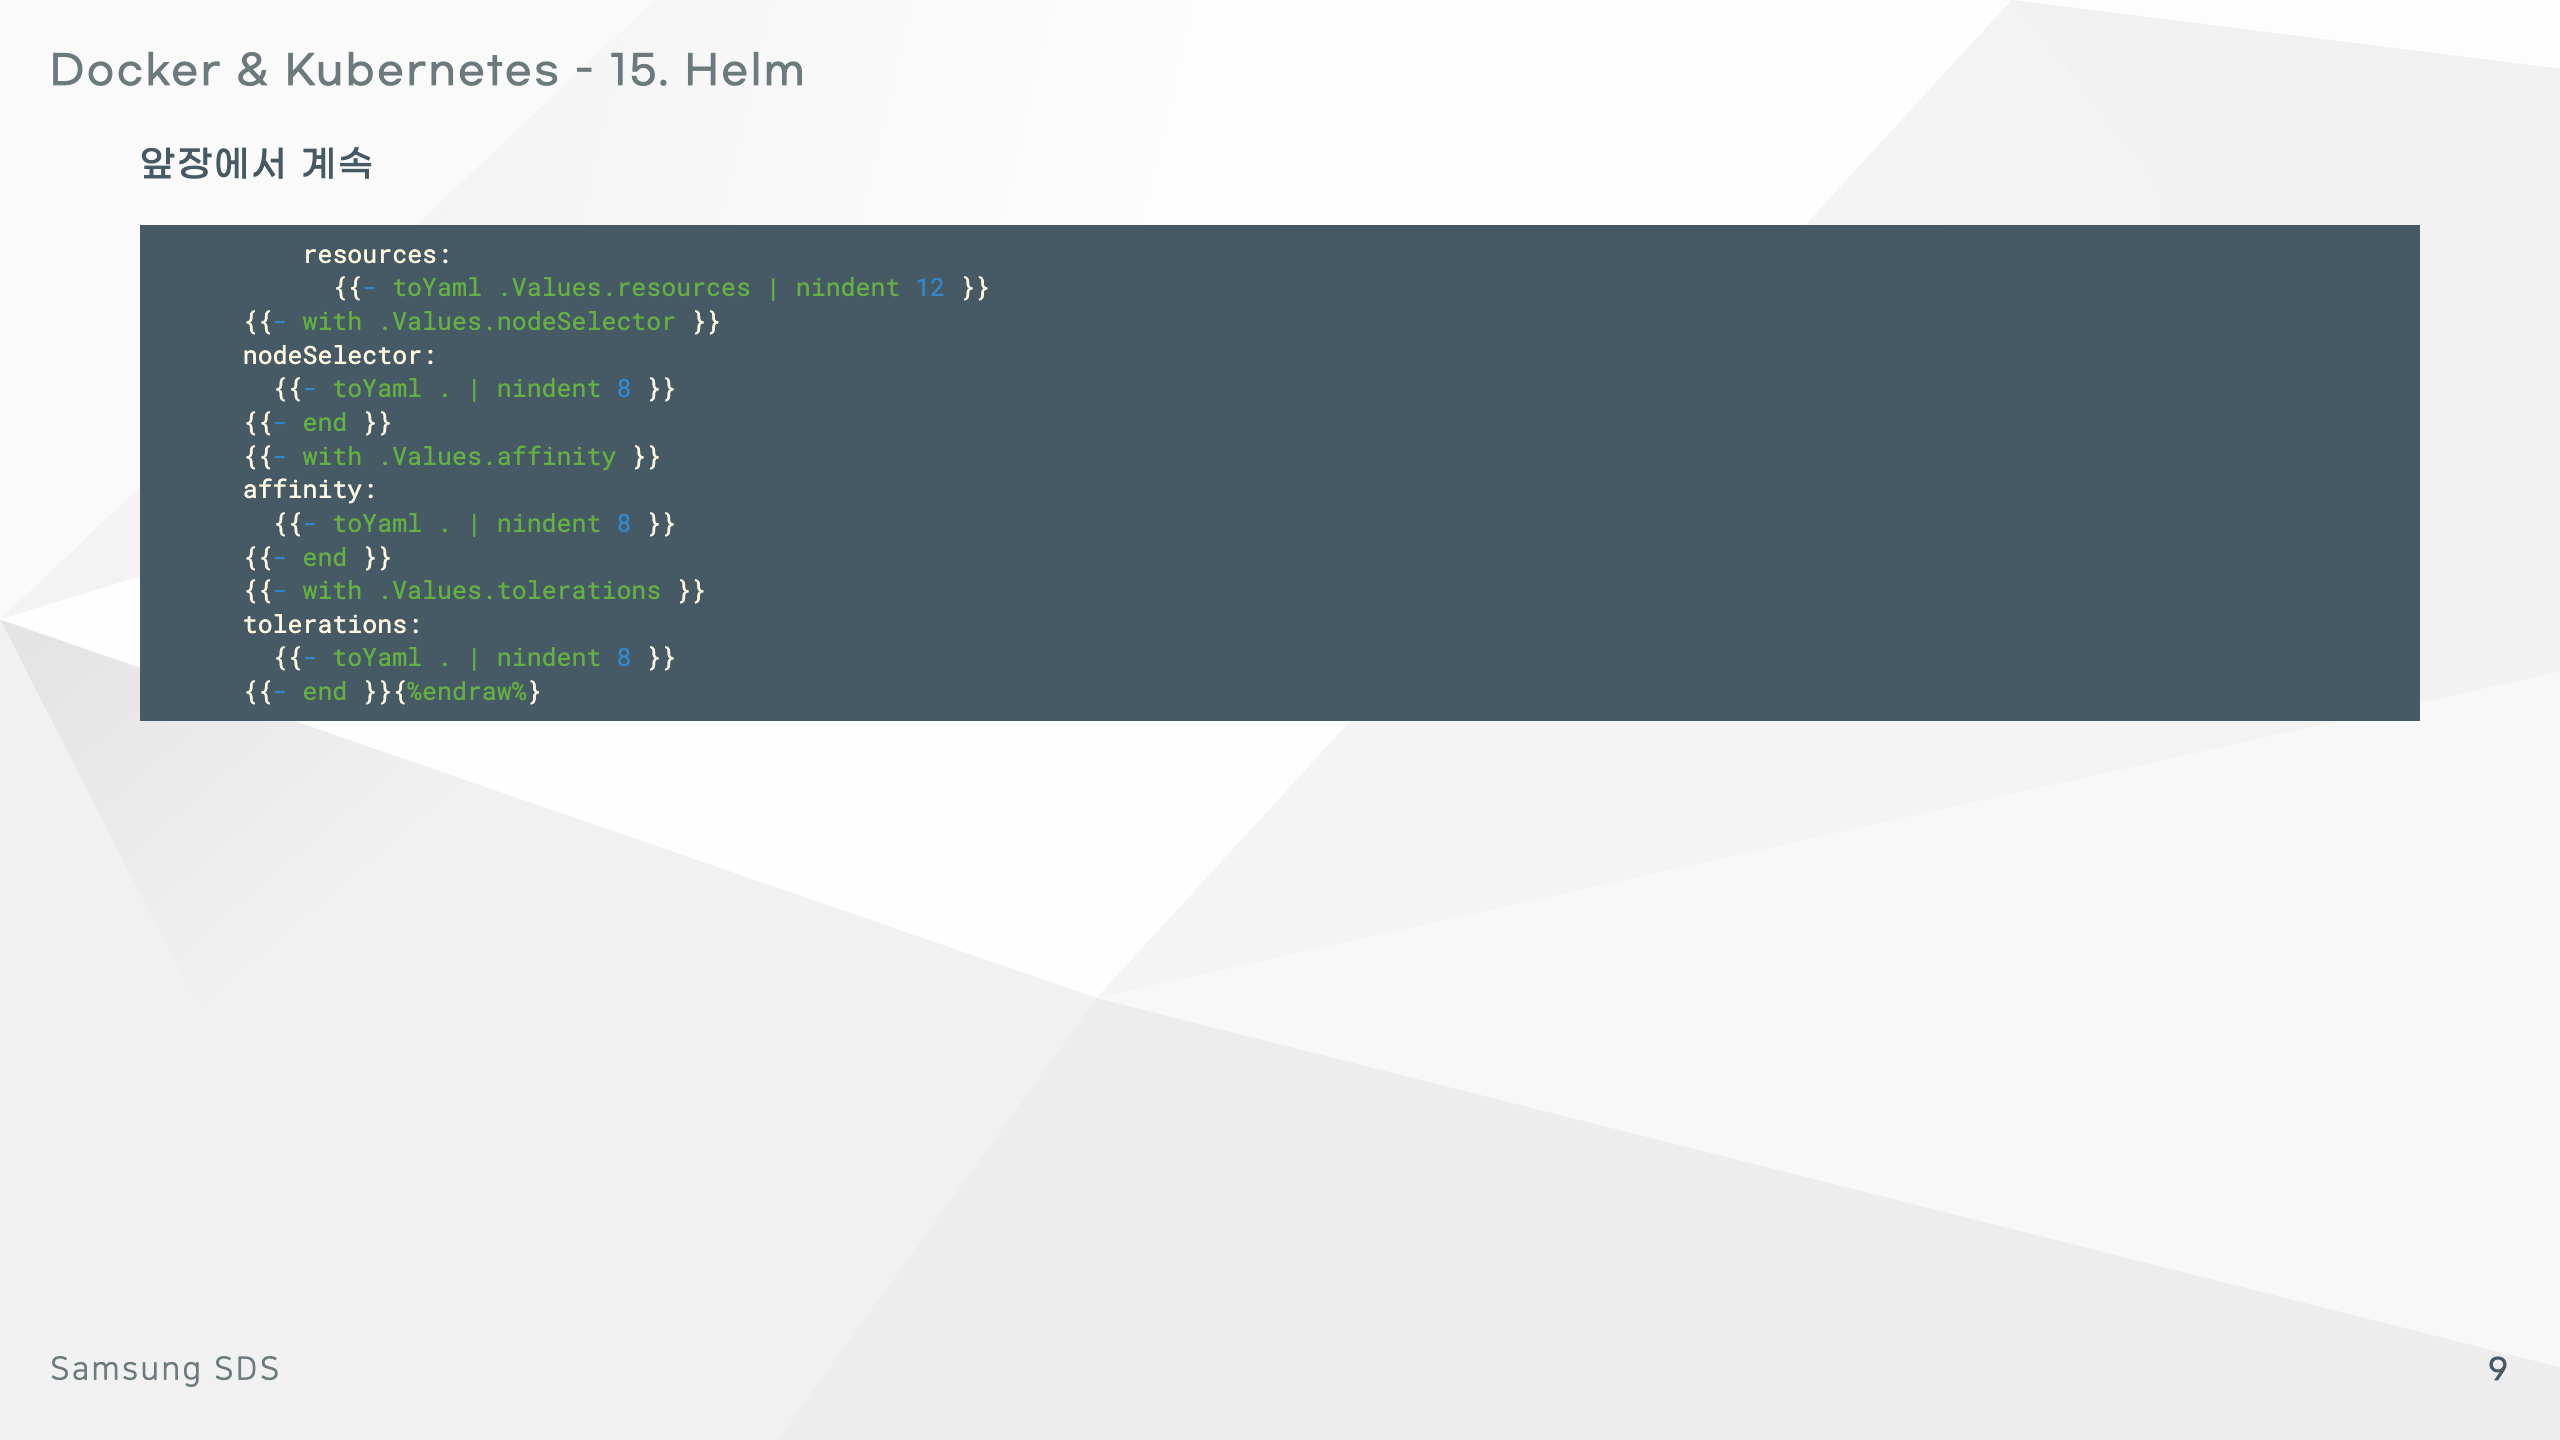 Docker & Kubernetes - 15. Helm
앞장에서 계속
          resources:
            {{- toYaml .Values.resources | nindent 12 }}
      {{- with .Values.nodeSelector }}
      nodeSelector:
        {{- toYaml . | nindent 8 }}
      {{- end }}
      {{- with .Values.affinity }}
      affinity:
        {{- toYaml . | nindent 8 }}
      {{- end }}
      {{- with .Values.tolerations }}
      tolerations:
        {{- toYaml . | nindent 8 }}
      {{- end }}{%endraw%}
Samsung SDS
9